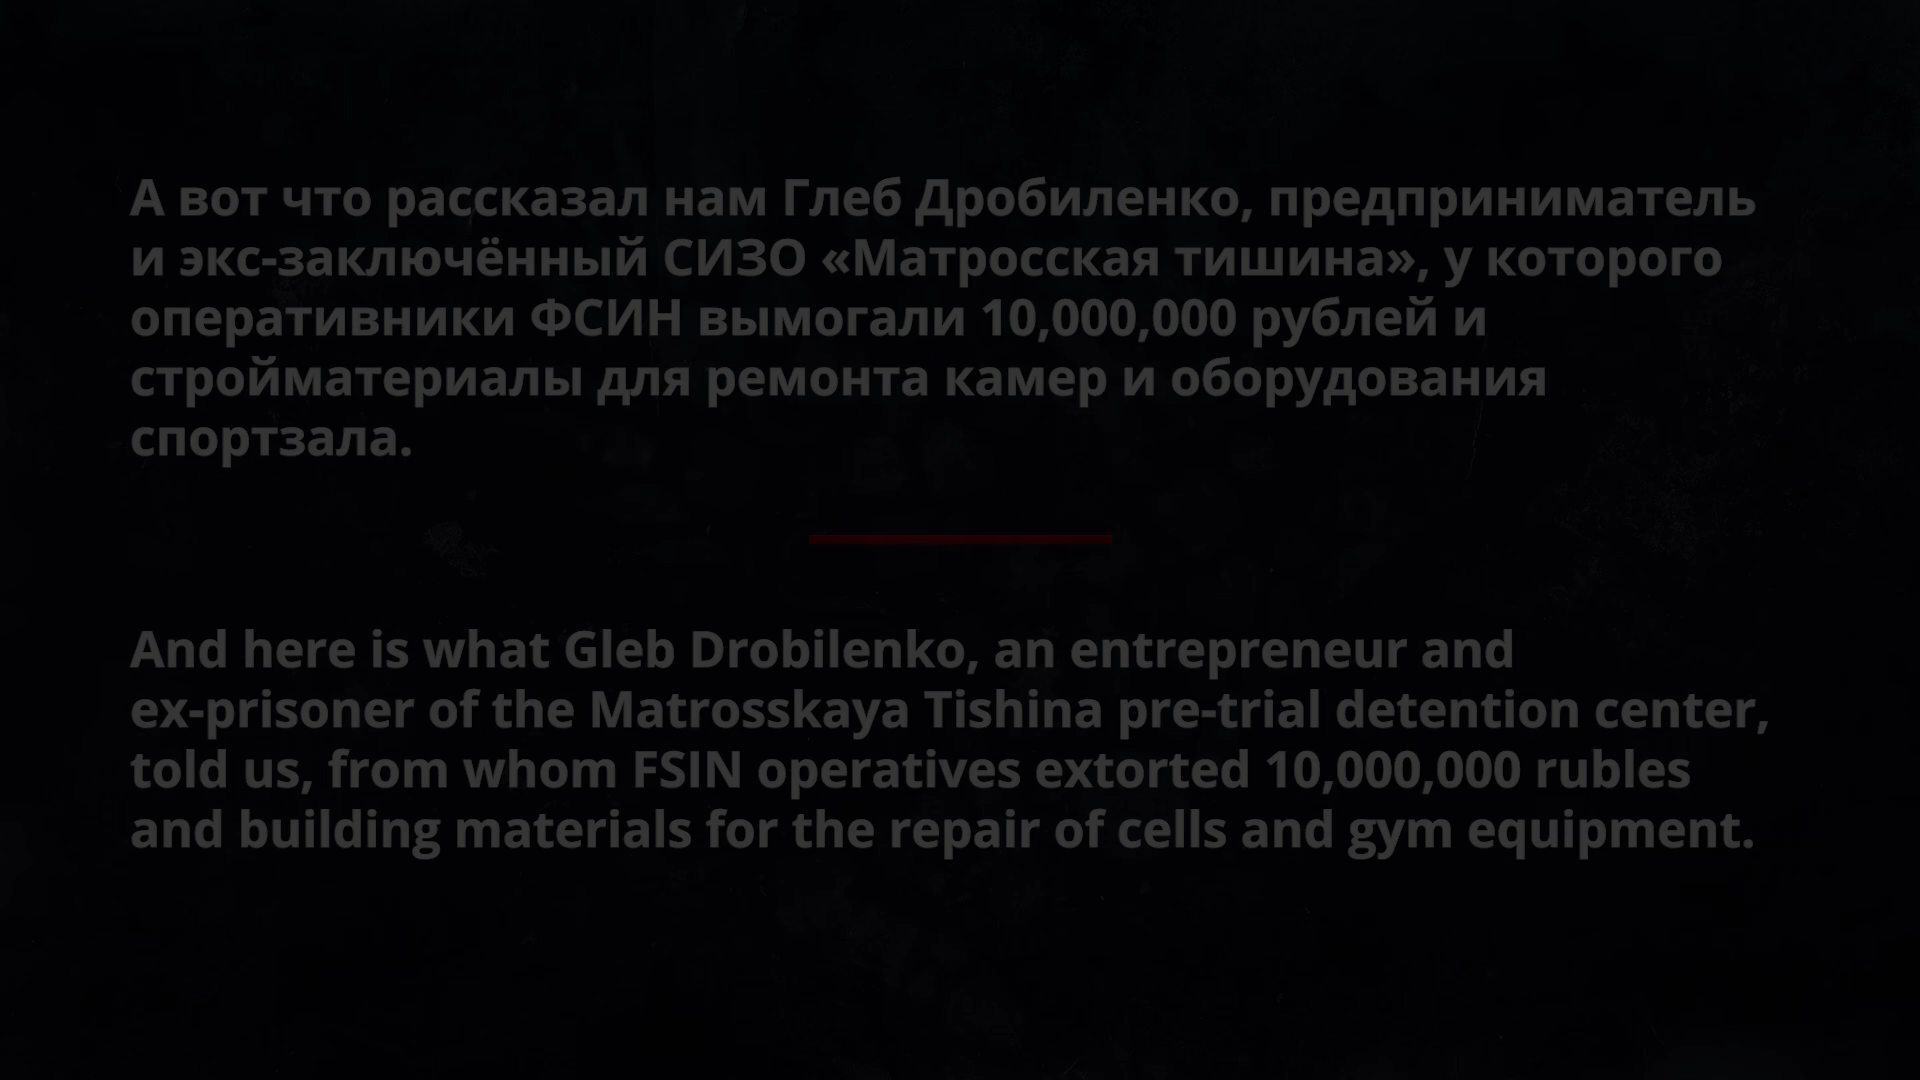 А вот что рассказал нам Глеб Дробиленко, предприниматель
и экс-заключённый СИЗО «Матросская тишина», у которого
оперативники ФСИН вымогали 10,000,000 рублей и
стройматериалы для ремонта камер и оборудования
спортзала.
And here is what Gleb Drobilenko, an entrepreneur and
ex-prisoner of the Matrosskaya Tishina pre-trial detention center,
told us, from whom FSIN operatives extorted 10,000,000 rubles
and building materials for the repair of cells and gym equipment.